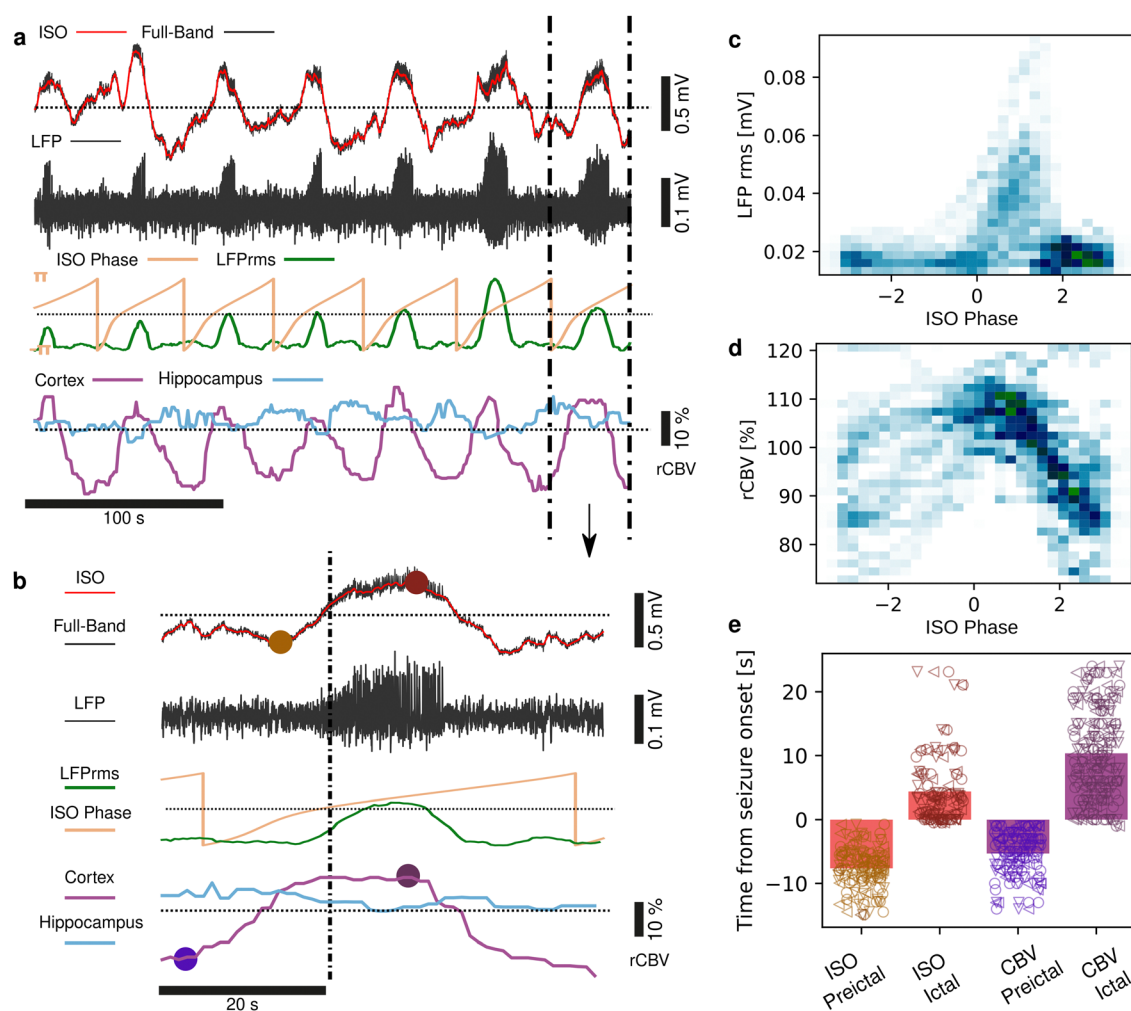 a
ISO
Full-Band
0.5 mV
LFP
0.1 mV
ISO Phase
LFPrms
π
-π
Cortex
Hippocampus
10 %
rCBV
100 s
b
ISO
Full-Band
0.5 mV
LFP
0.1 mV
LFPrms
ISO Phase
Cortex
Hippocampus
10 %
rCBV
20 s
c
LFP rms [mV]
0.08
0.06
0.04
0.02
−2
0
2
ISO Phase
d
rCBV [%]
120
110
100
90
80
−2
0
2
ISO Phase
e
Time from seizure onset [s]
20
10
0
−10
ISO
Preictal
ISO
Ictal
CBV
Preictal
CBV
Ictal